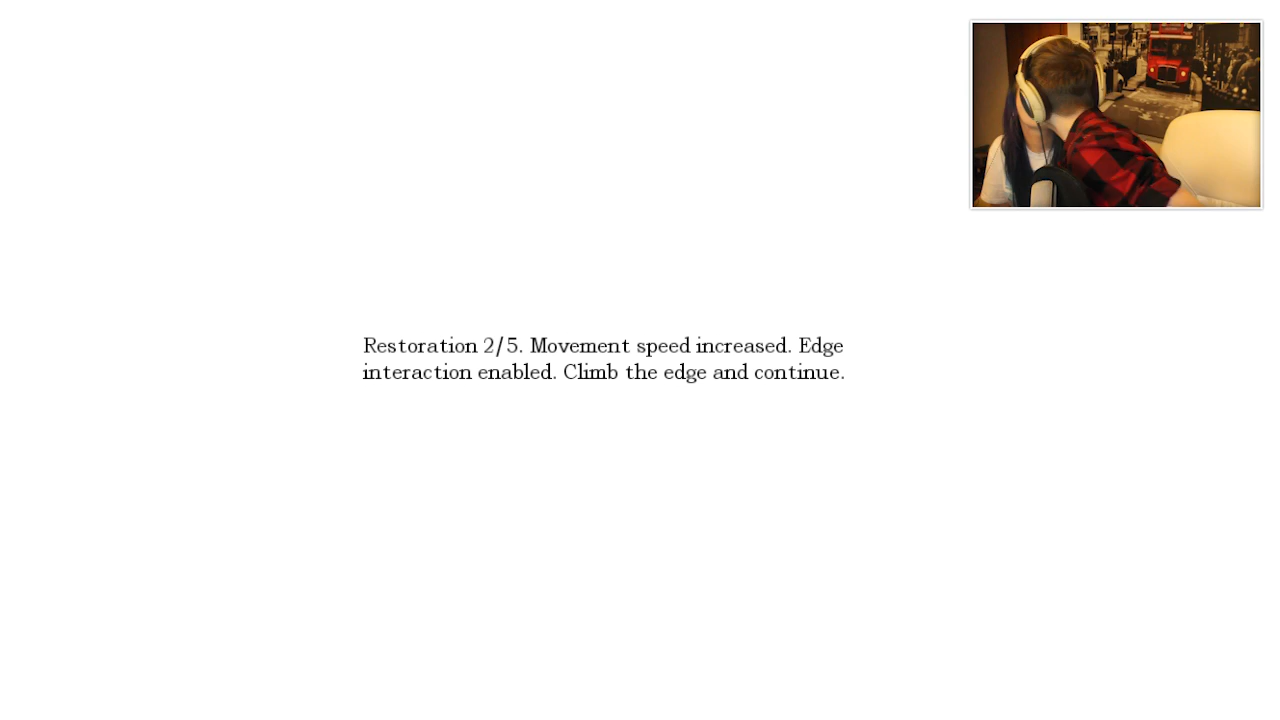 Restoration 2/5. Movement speed increased. Edge
interaction enabled. Climb the edge and continue.